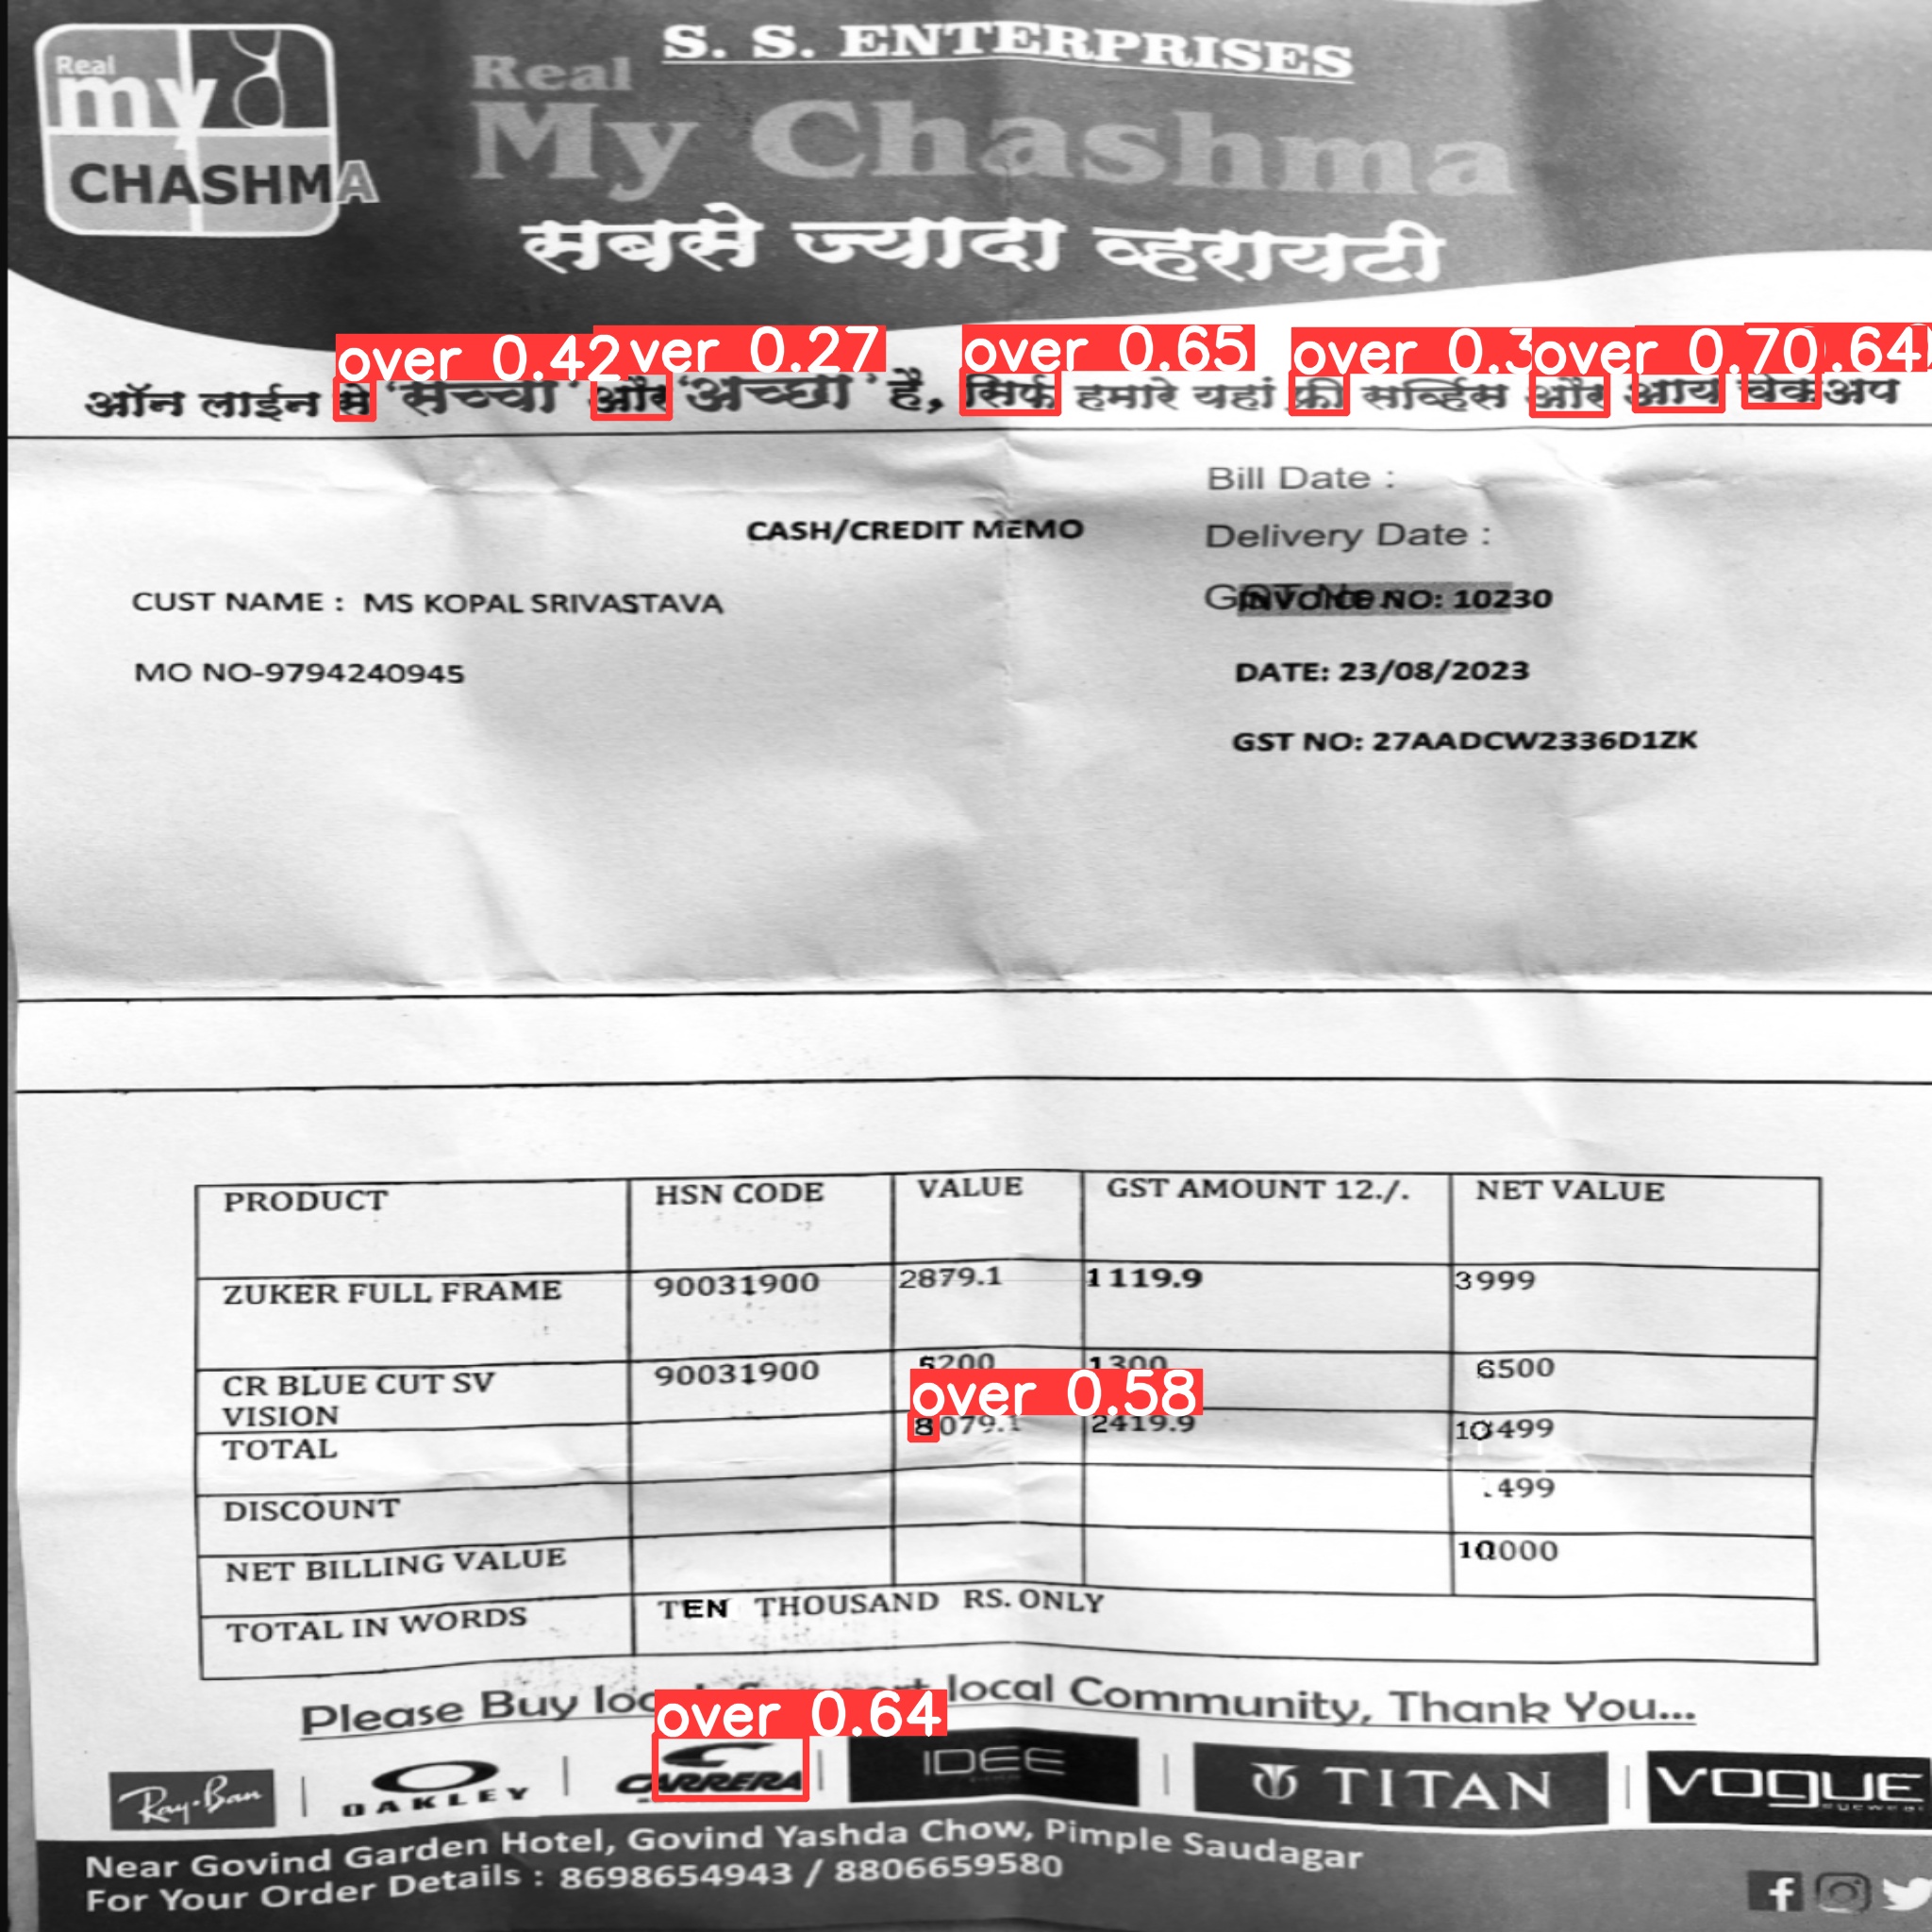 S. S. ENTERPRISES
Real
my
CHASHMA
Real
My Chashma
सबसे ज्यादा व्हरायटी
over 0.42 ver 0.27 over 0.65 over 0.3 over 0.70 .64
ऑन लाईन से 'सच्चा' और 'अच्छा' है, सिर्फ हमारे यहां फ्री सर्व्हिस और आय चेकअप
Bill Date :
CASH/CREDIT MEMO
Delivery Date :
CUST NAME : MS KOPAL SRIVASTAVA
INVOICE NO: 10230
MO NO-9794240945
DATE: 23/08/2023
GST NO: 27AADCW2336D1ZK
PRODUCT HSN CODE VALUE GST AMOUNT 12./. NET VALUE
ZUKER FULL FRAME 90031900 2879.1 1119.9 3999
CR BLUE CUT SV VISION 90031900 5200 1300 6500
over 0.58
TOTAL 8079.1 2419.9 10499
DISCOUNT .499
NET BILLING VALUE 10000
TOTAL IN WORDS TEN THOUSAND RS. ONLY
Please Buy local local Community, Thank You...
over 0.64
Ray-Ban OAKLEY CARRERA IDEE TITAN VOGUE
Near Govind Garden Hotel, Govind Yashda Chow, Pimple Saudagar
For Your Order Details : 8698654943 / 8806659580